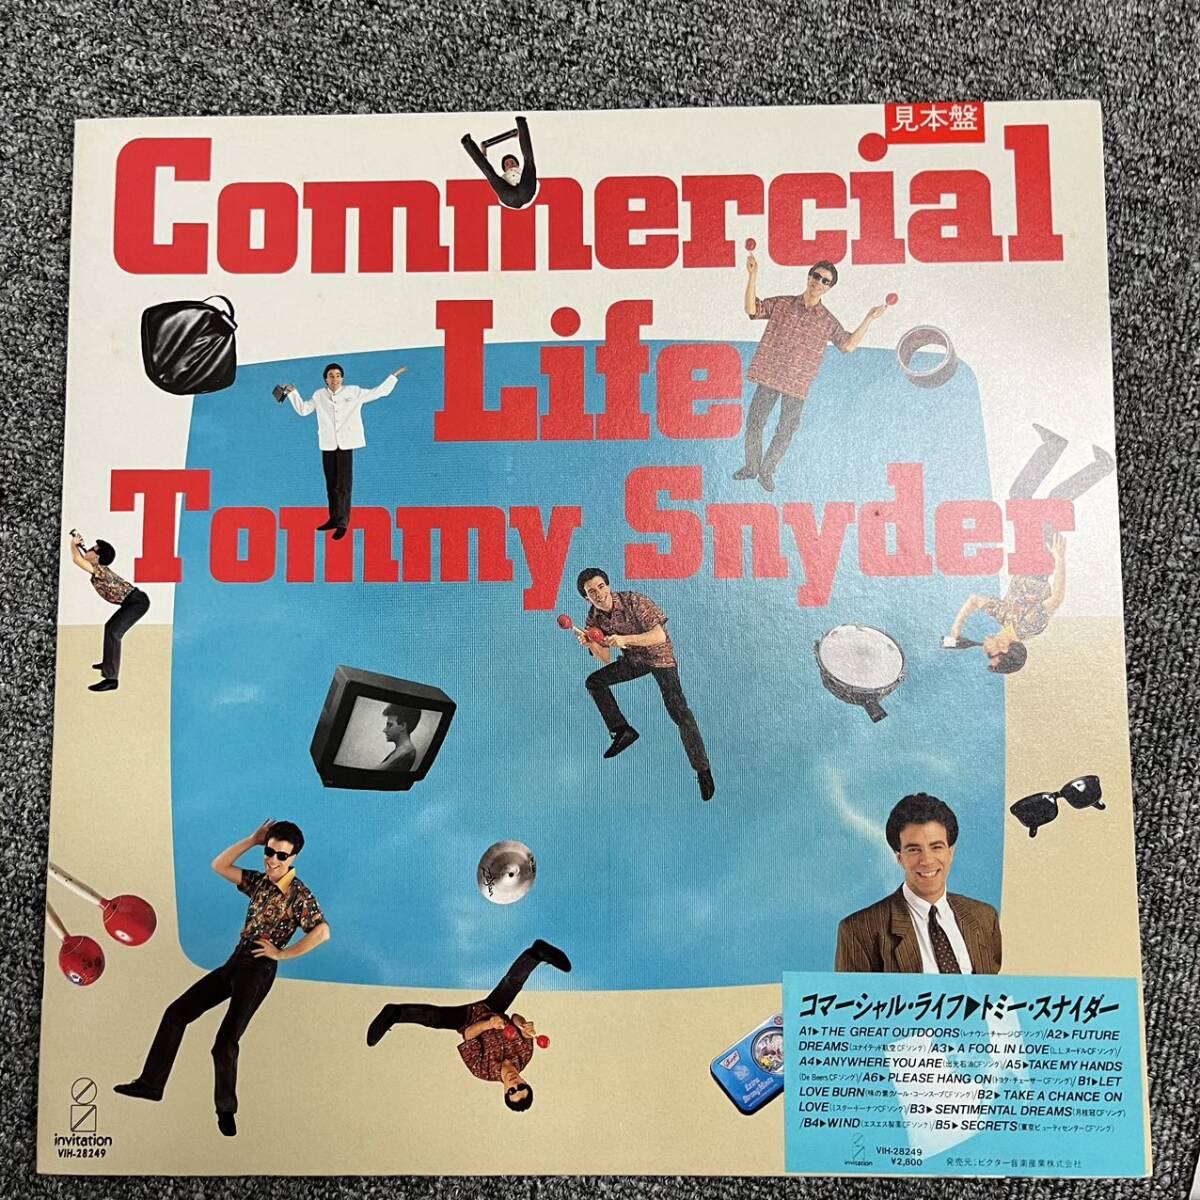 見本盤
Commercial
Life
Tommy Snyder
コマーシャル・ライフ▶トミー・スナイダー
A1▶THE GREAT OUTDOORS(レナウン・チャージCFソング)/A2▶FUTURE
DREAMS(ユナイテッド航空CFソング)/A3▶A FOOL IN LOVE(L.L.ヌードルCFソング)/
A4▶ANYWHERE YOU ARE(出光石油CFソング)/A5▶TAKE MY HANDS
(De Beers CFソング)/A6▶PLEASE HANG ON(トヨタ・チェーサーCFソング)/B1▶LET
LOVE BURN(味の素クノール・コーンスープCFソング)/B2▶TAKE A CHANCE ON
LOVE(ミスタードーナツCFソング)/B3▶SENTIMENTAL DREAMS(月桂冠CFソング)
/B4▶WIND(エスエス製薬CFソング)/B5▶SECRETS(東京ビューティセンターCFソング)
invitation
VIH-28249
¥2,800
発売元:ビクター音楽産業株式会社
invitation
VIH-28249